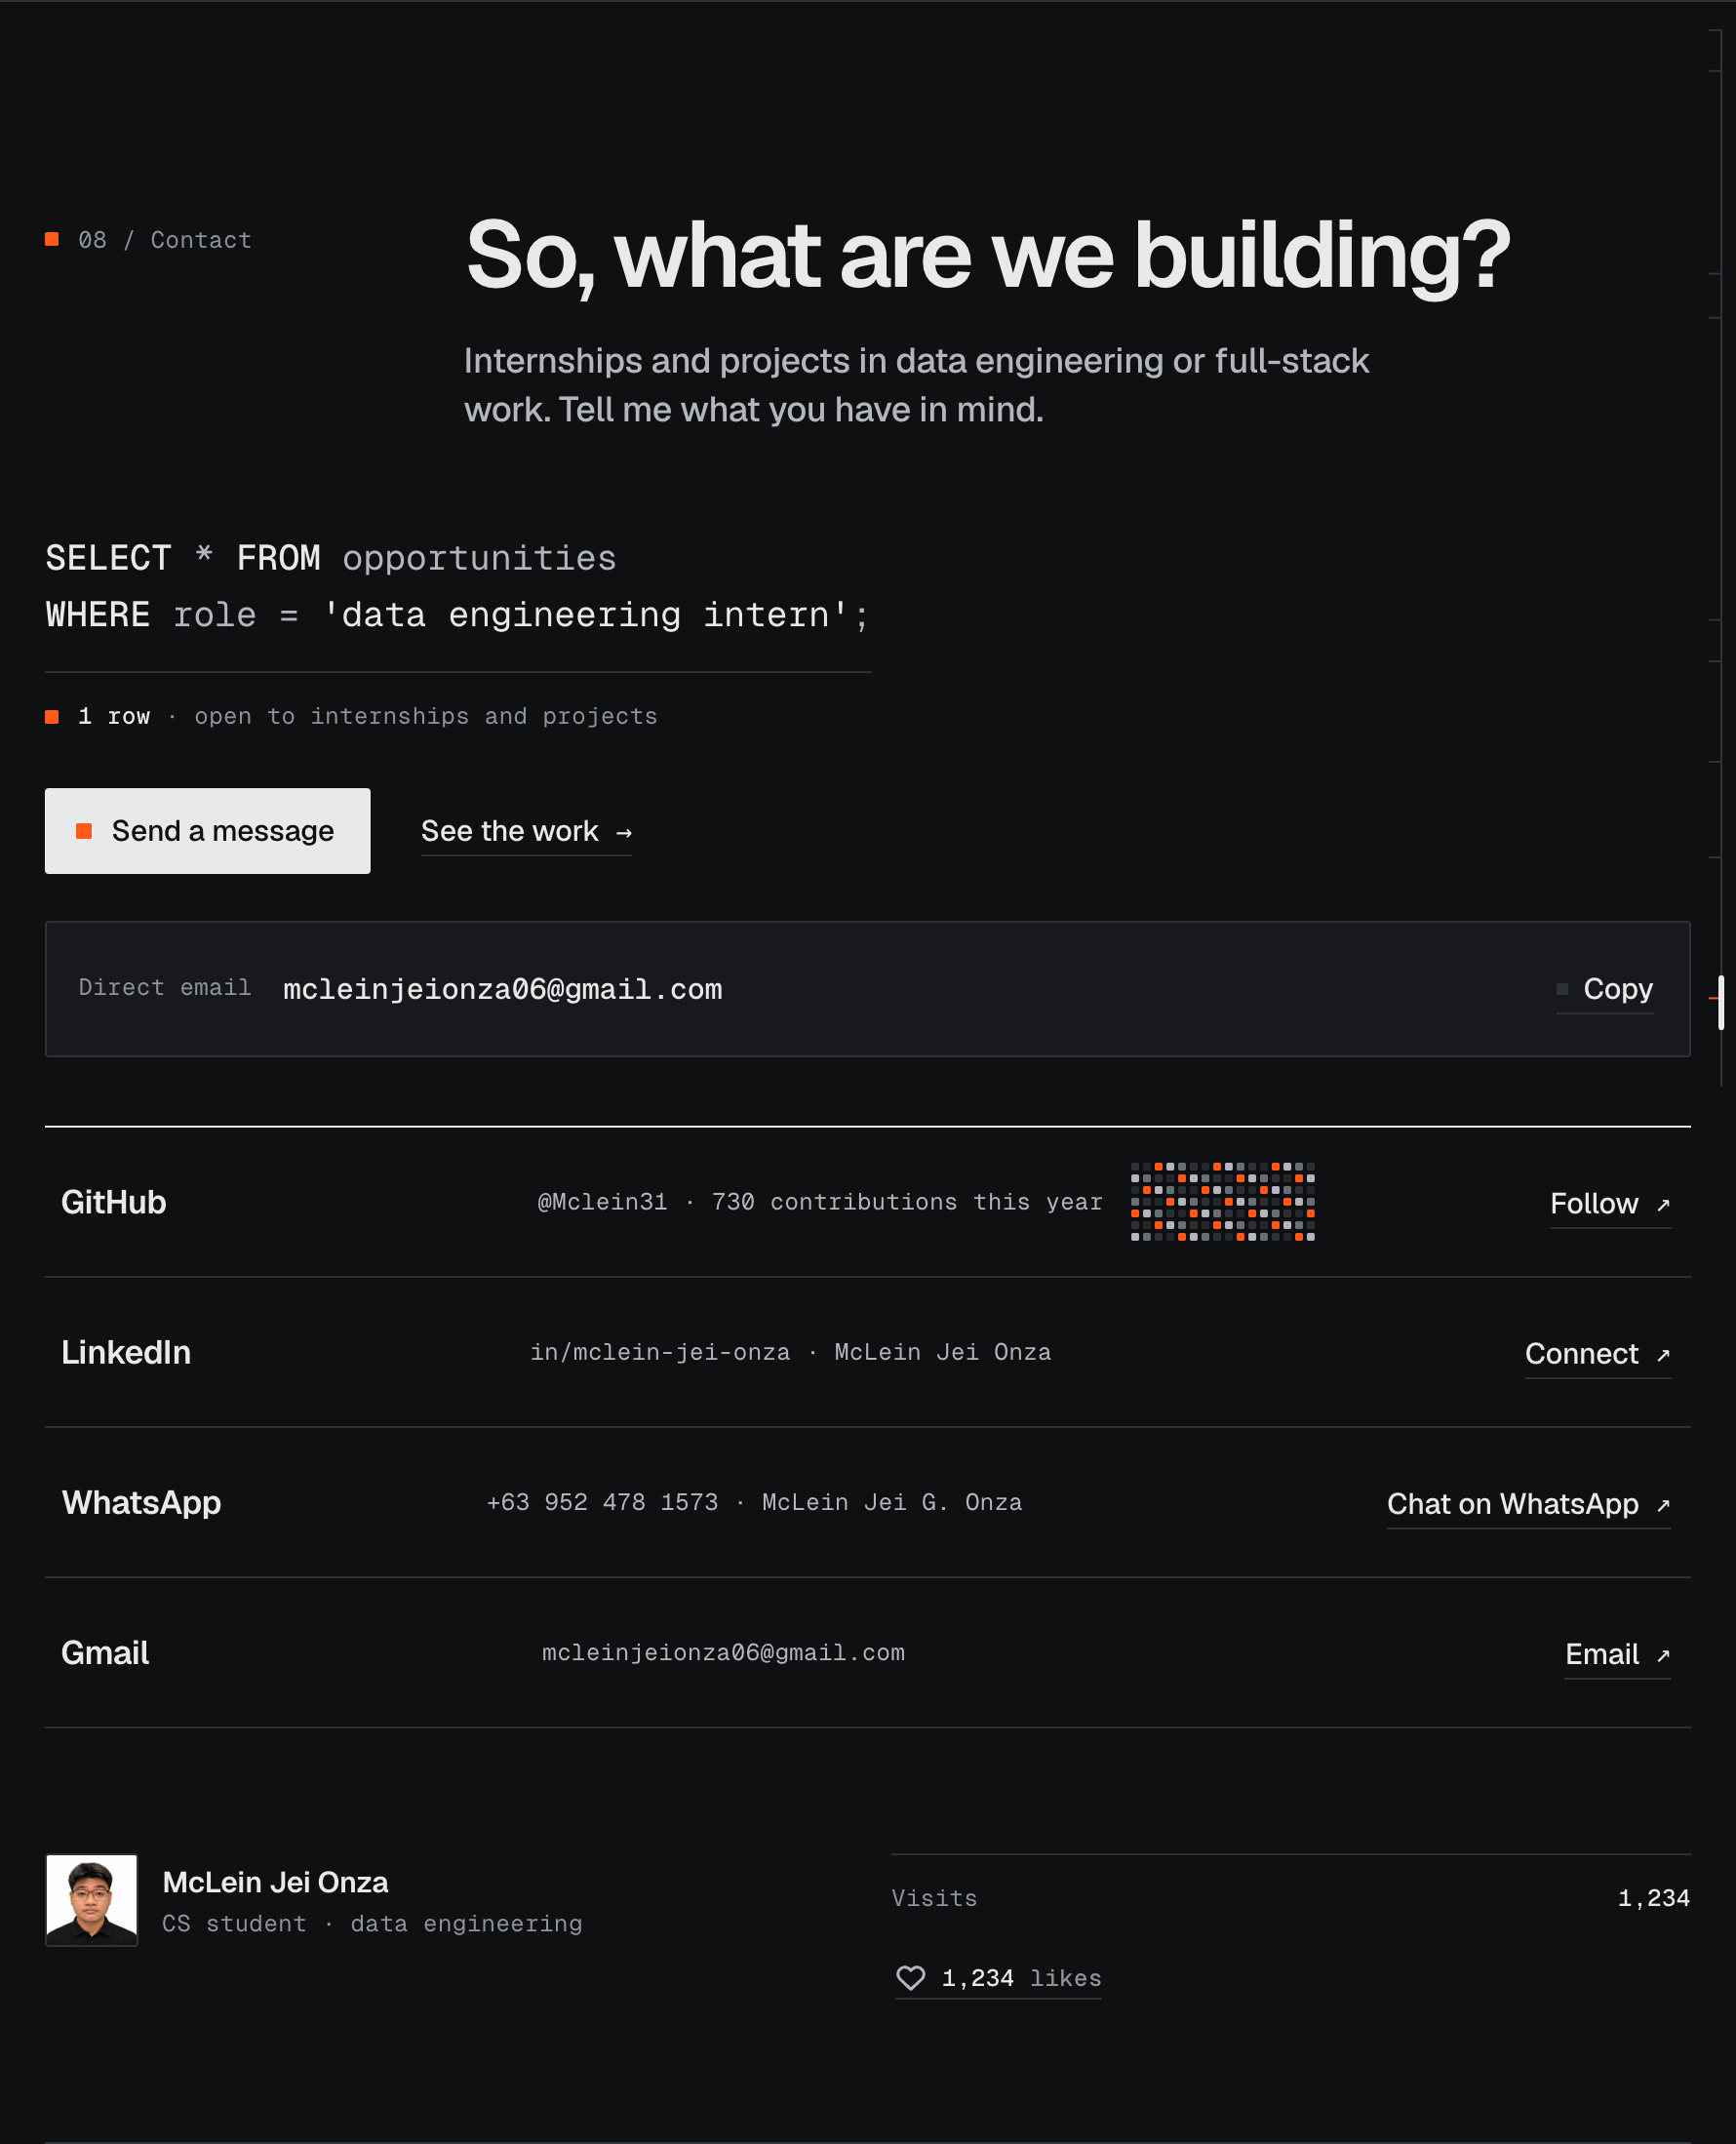 08 / Contact
So, what are we building?
Internships and projects in data engineering or full-stack
work. Tell me what you have in mind.
SELECT * FROM opportunities
WHERE role = 'data engineering intern';
1 row · open to internships and projects
Send a message
See the work →
Direct email mcleinjeionza06@gmail.com Copy
GitHub @Mclein31 · 730 contributions this year Follow ↗
LinkedIn in/mclein-jei-onza · McLein Jei Onza Connect ↗
WhatsApp +63 952 478 1573 · McLein Jei G. Onza Chat on WhatsApp ↗
Gmail mcleinjeionza06@gmail.com Email ↗
McLein Jei Onza
CS student · data engineering
Visits 1,234
1,234 likes